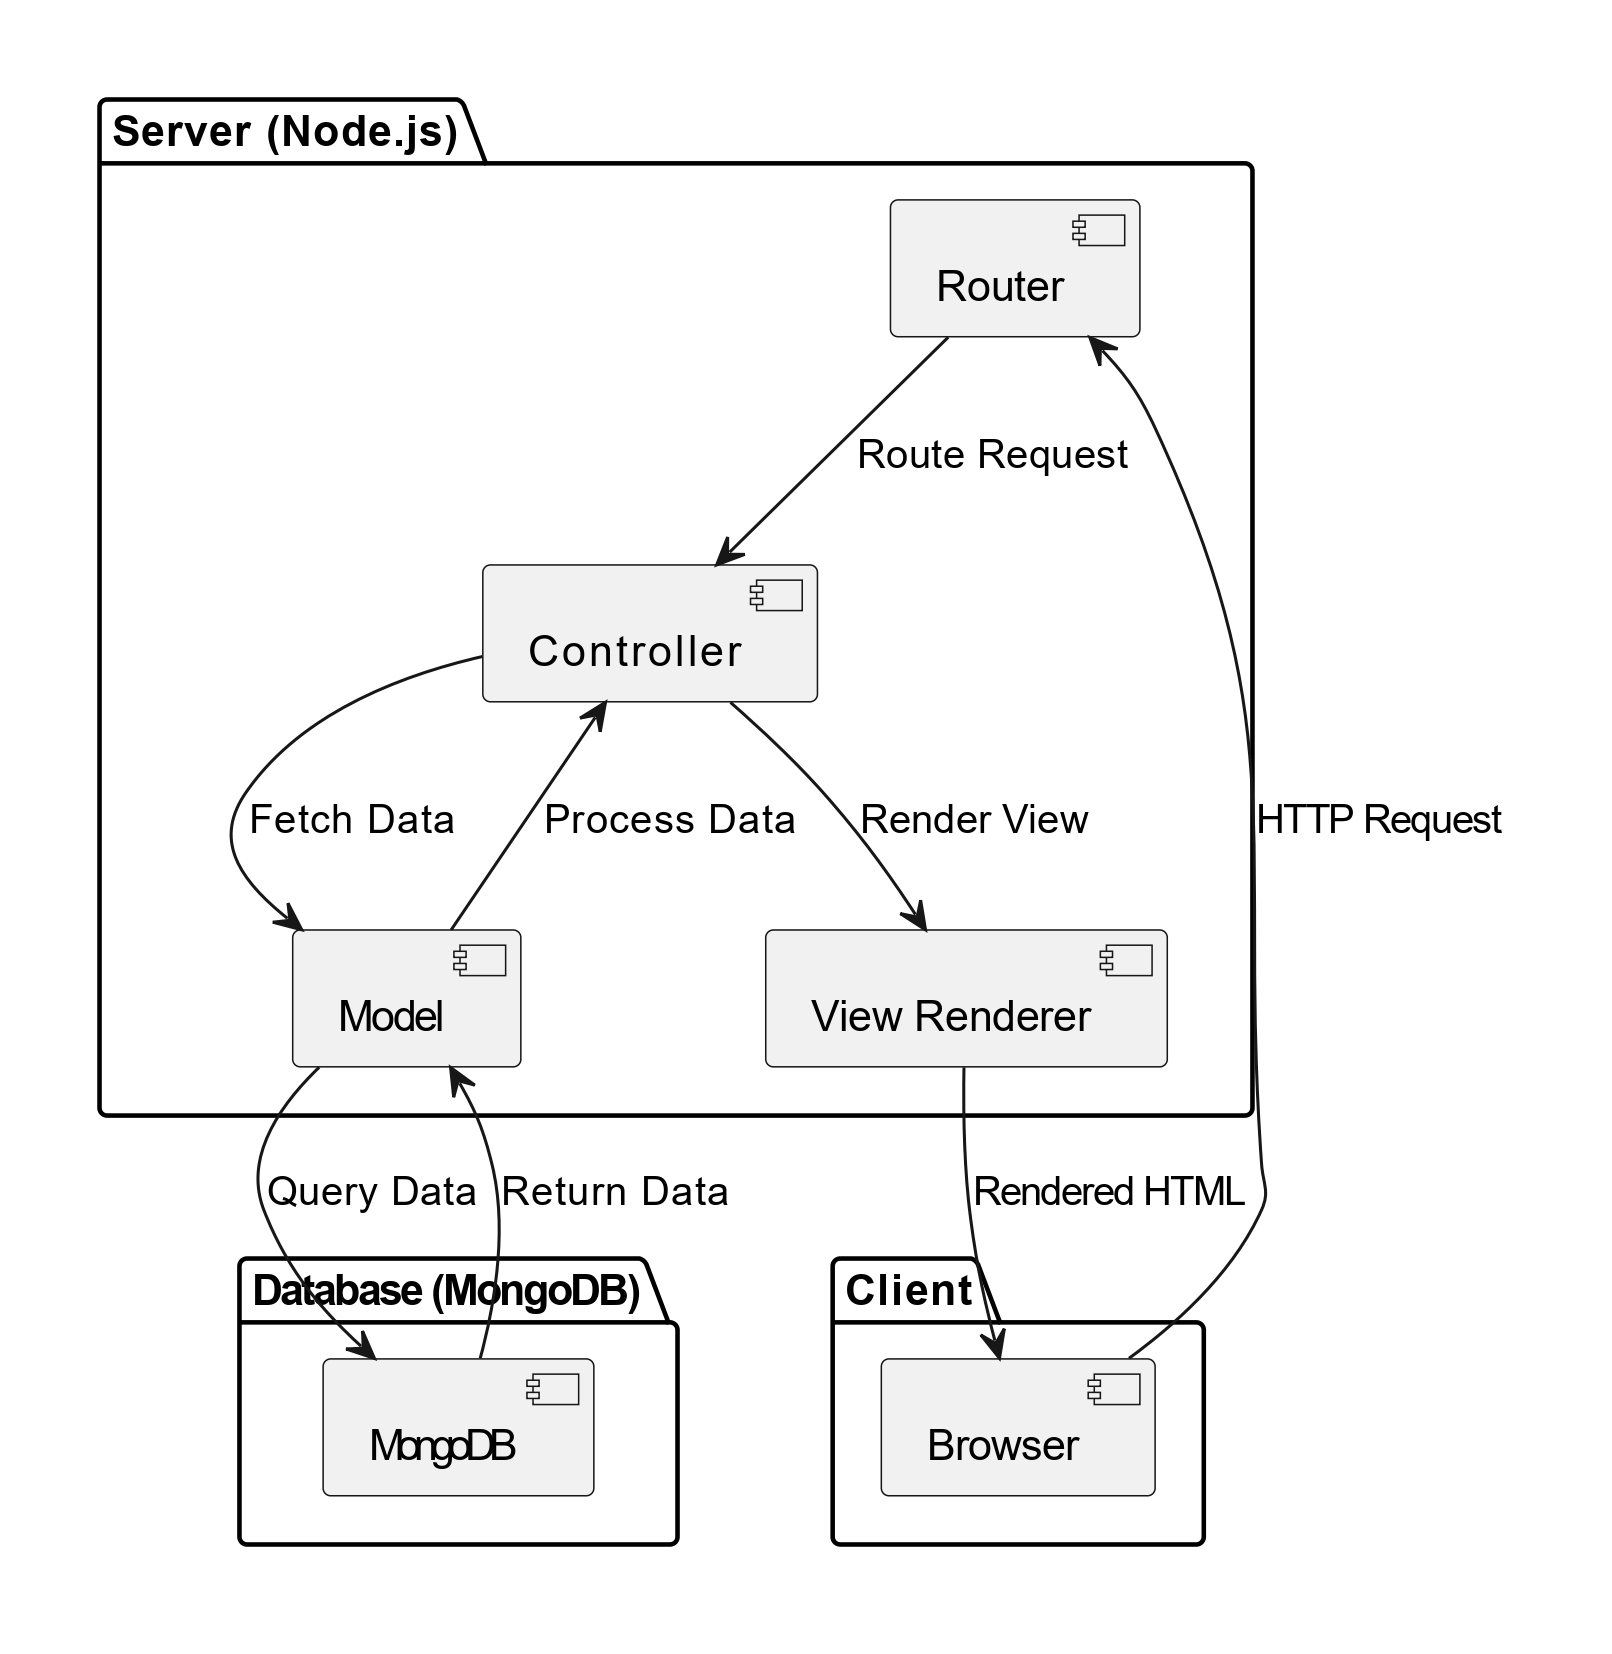 Server (Node.js)
Router
Route Request
Controller
Fetch Data
Process Data
Render View
HTTP Request
Model
View Renderer
Query Data
Return Data
Rendered HTML
Database (MongoDB)
Client
MongoDB
Browser